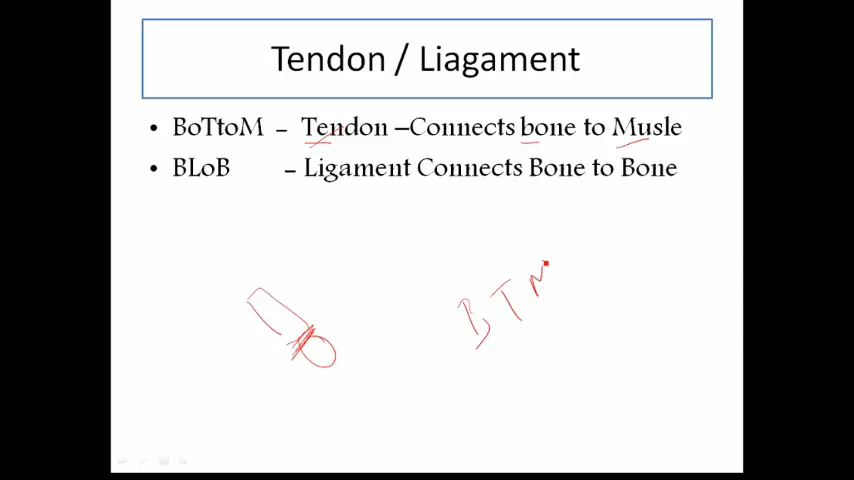 Tendon / Liagament
• BoTtoM – Tendon –Connects bone to Musle
• BLoB – Ligament Connects Bone to Bone
B T M